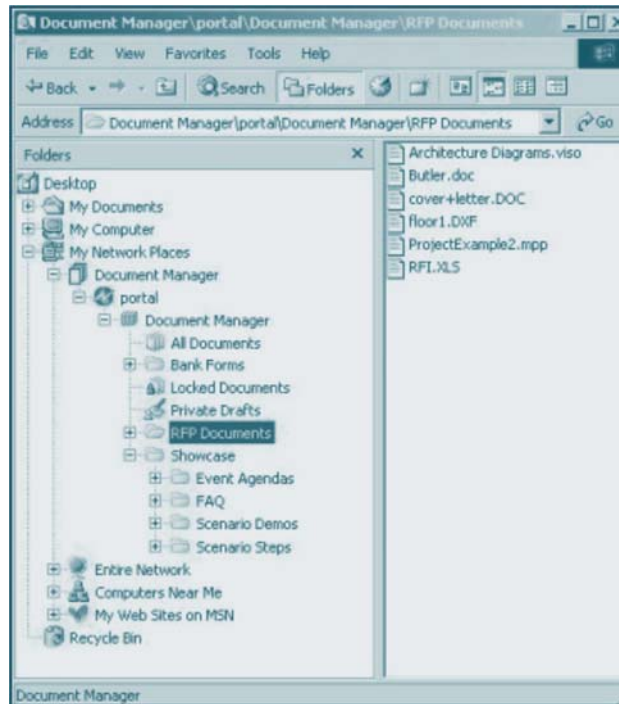 Document Manager\portal\Document Manager\RFP Documents
File Edit View Favorites Tools Help
Back Search Folders
Address Document Manager\portal\Document Manager\RFP Documents Go
Folders
Desktop
My Documents
My Computer
My Network Places
Document Manager
portal
Document Manager
All Documents
Bank Forms
Locked Documents
Private Drafts
RFP Documents
Showcase
Event Agendas
FAQ
Scenario Demos
Scenario Steps
Entire Network
Computers Near Me
My Web Sites on MSN
Recycle Bin
Architecture Diagrams.viso
Butler.doc
cover+letter.DOC
floor1.DXF
ProjectExample2.mpp
RFI.XLS
Document Manager